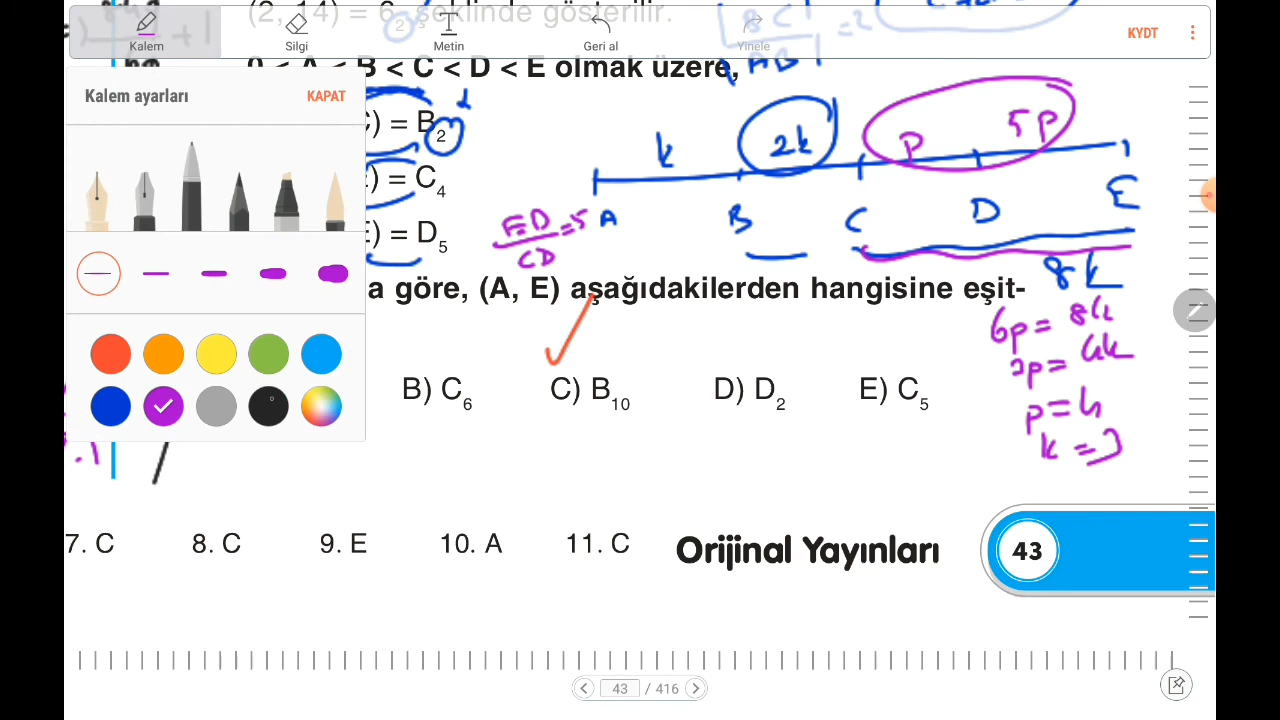 (2, 14) = 6₂ şeklinde gösterilir.
Kalem
Silgi
Metin
Geri al
Yinele
KYDT
0 < A < B < C < D < E olmak üzere,
Kalem ayarları
KAPAT
C) = B₂
) = C₄
E) = D₅
k
2k
p
5p
A
B
C
D
E
ED/CD = 5
8k
a göre, (A, E) aşağıdakilerden hangisine eşit-
6p = 8k
p = 4
k = 3
B) C₆
C) B₁₀
D) D₂
E) C₅
7. C
8. C
9. E
10. A
11. C
Orijinal Yayınları
43
43 / 416